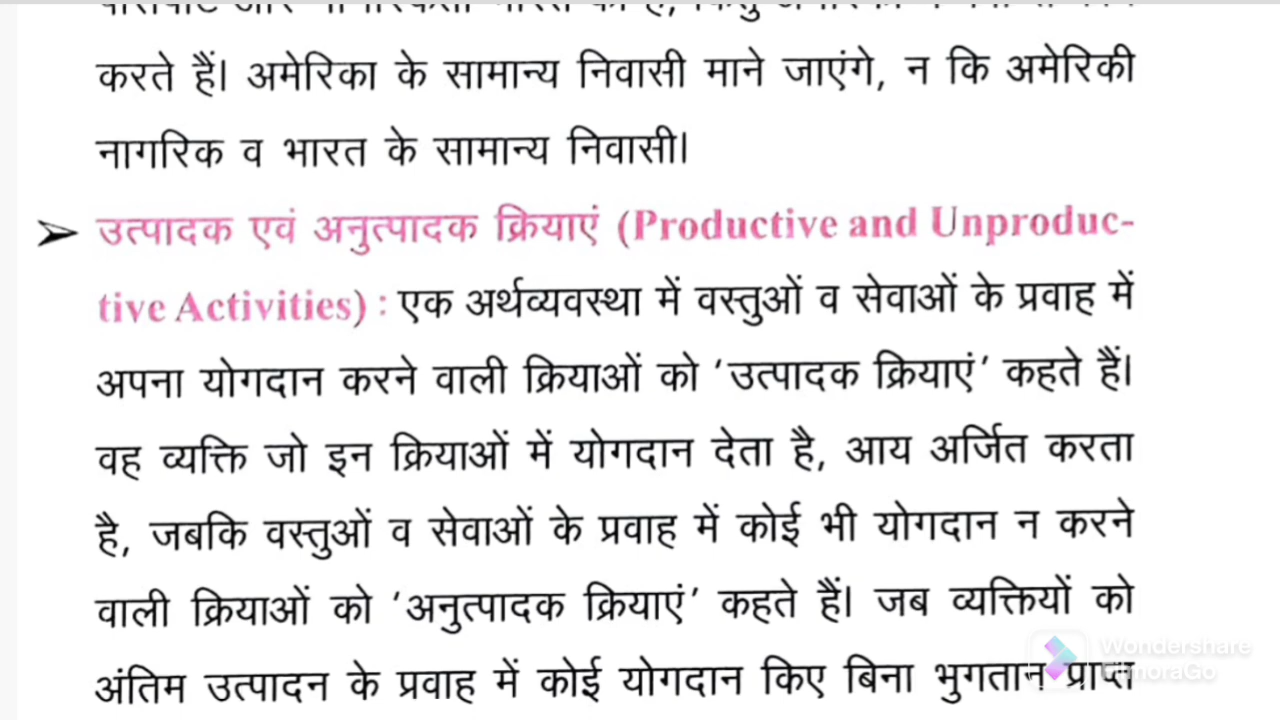 करते हैं। अमेरिका के सामान्य निवासी माने जाएंगे, न कि अमेरिकी
नागरिक व भारत के सामान्य निवासी।
➢ उत्पादक एवं अनुत्पादक क्रियाएं (Productive and Unproduc-
tive Activities) : एक अर्थव्यवस्था में वस्तुओं व सेवाओं के प्रवाह में
अपना योगदान करने वाली क्रियाओं को ‘उत्पादक क्रियाएं’ कहते हैं।
वह व्यक्ति जो इन क्रियाओं में योगदान देता है, आय अर्जित करता
है, जबकि वस्तुओं व सेवाओं के प्रवाह में कोई भी योगदान न करने
वाली क्रियाओं को ‘अनुत्पादक क्रियाएं’ कहते हैं। जब व्यक्तियों को
अंतिम उत्पादन के प्रवाह में कोई योगदान किए बिना भुगतान प्राप्त
Wondershare
FilmoraGo